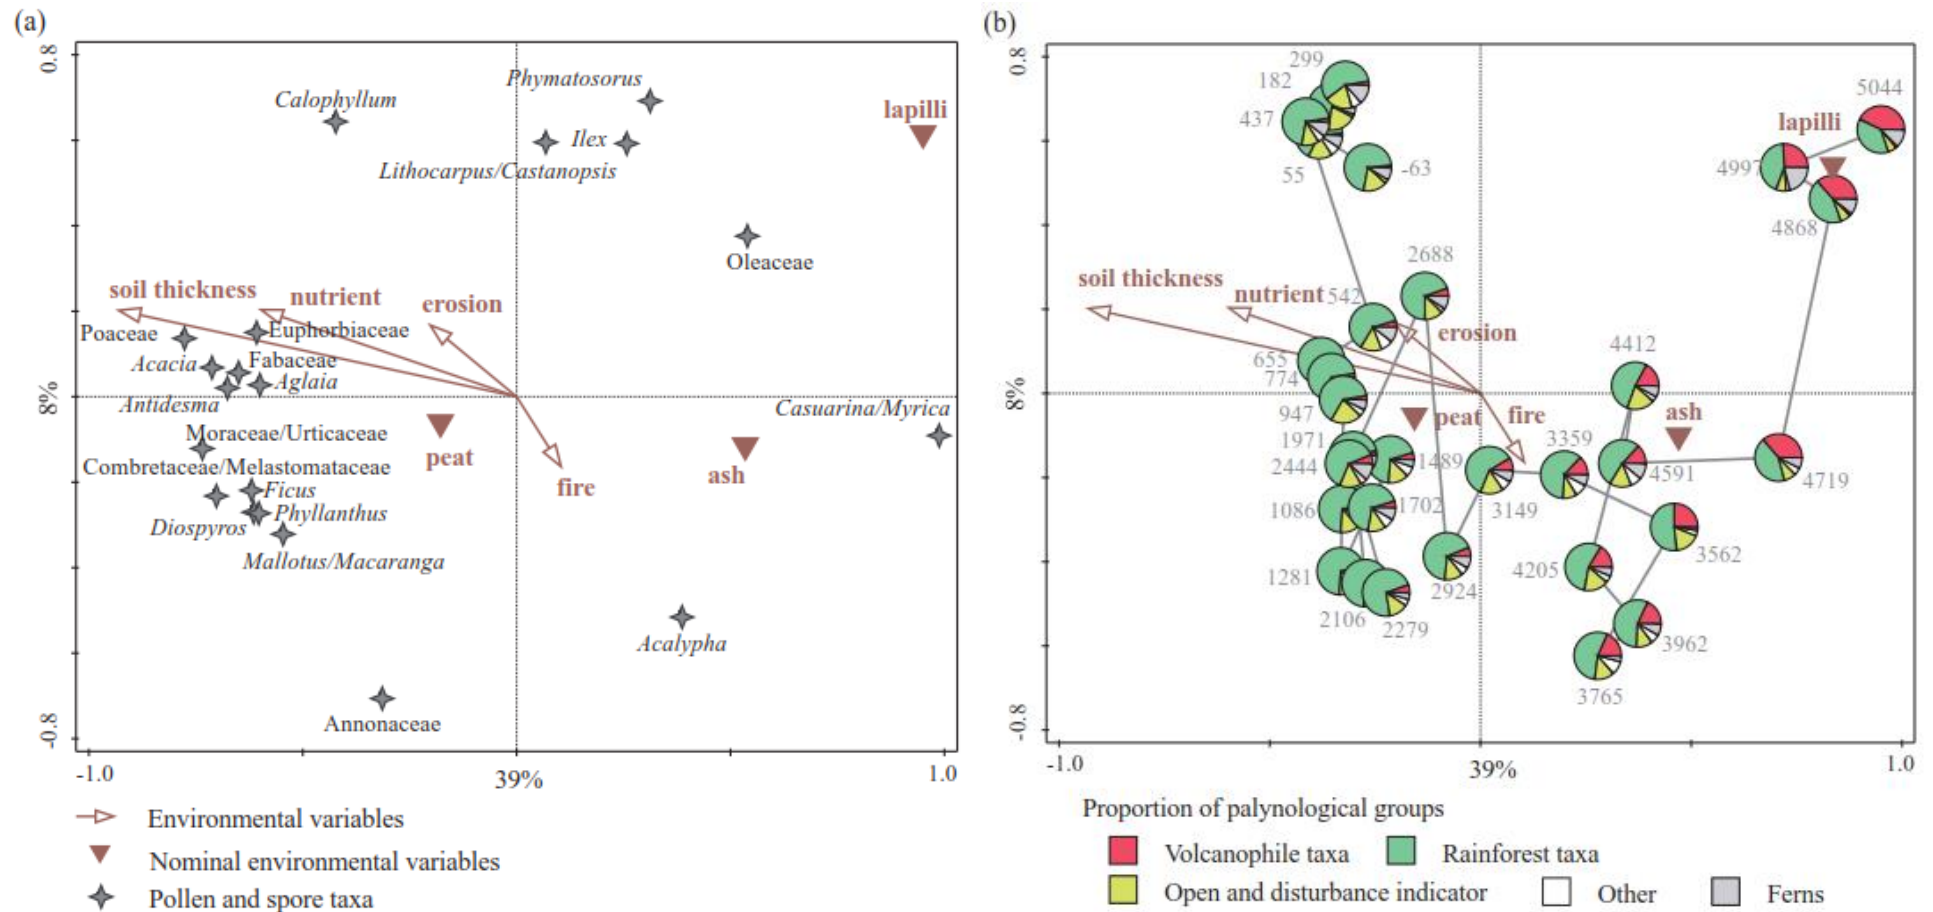 (a)
0.8
8%
-0.8
Phymatosorus
Calophyllum
Ilex
Lithocarpus/Castanopsis
lapilli
Oleaceae
soil thickness
nutrient
erosion
Poaceae
Euphorbiaceae
Acacia
Fabaceae
Aglaia
Antidesma
Casuarina/Myrica
Moraceae/Urticaceae
peat
Combretaceae/Melastomataceae
ash
fire
Ficus
Phyllanthus
Diospyros
Mallotus/Macaranga
Acalypha
Annonaceae
-1.0
39%
1.0
Environmental variables
Nominal environmental variables
Pollen and spore taxa
(b)
0.8
8%
-0.8
299
182
437
55
-63
5044
lapilli
4997
4868
2688
soil thickness
nutrient
542
erosion
655
774
947
4412
peat
fire
ash
1971
2444
1489
3359
4591
4719
1086
1702
3149
3562
1281
2924
4205
2106
2279
3962
3765
-1.0
39%
1.0
Proportion of palynological groups
Volcanophile taxa
Rainforest taxa
Open and disturbance indicator
Other
Ferns